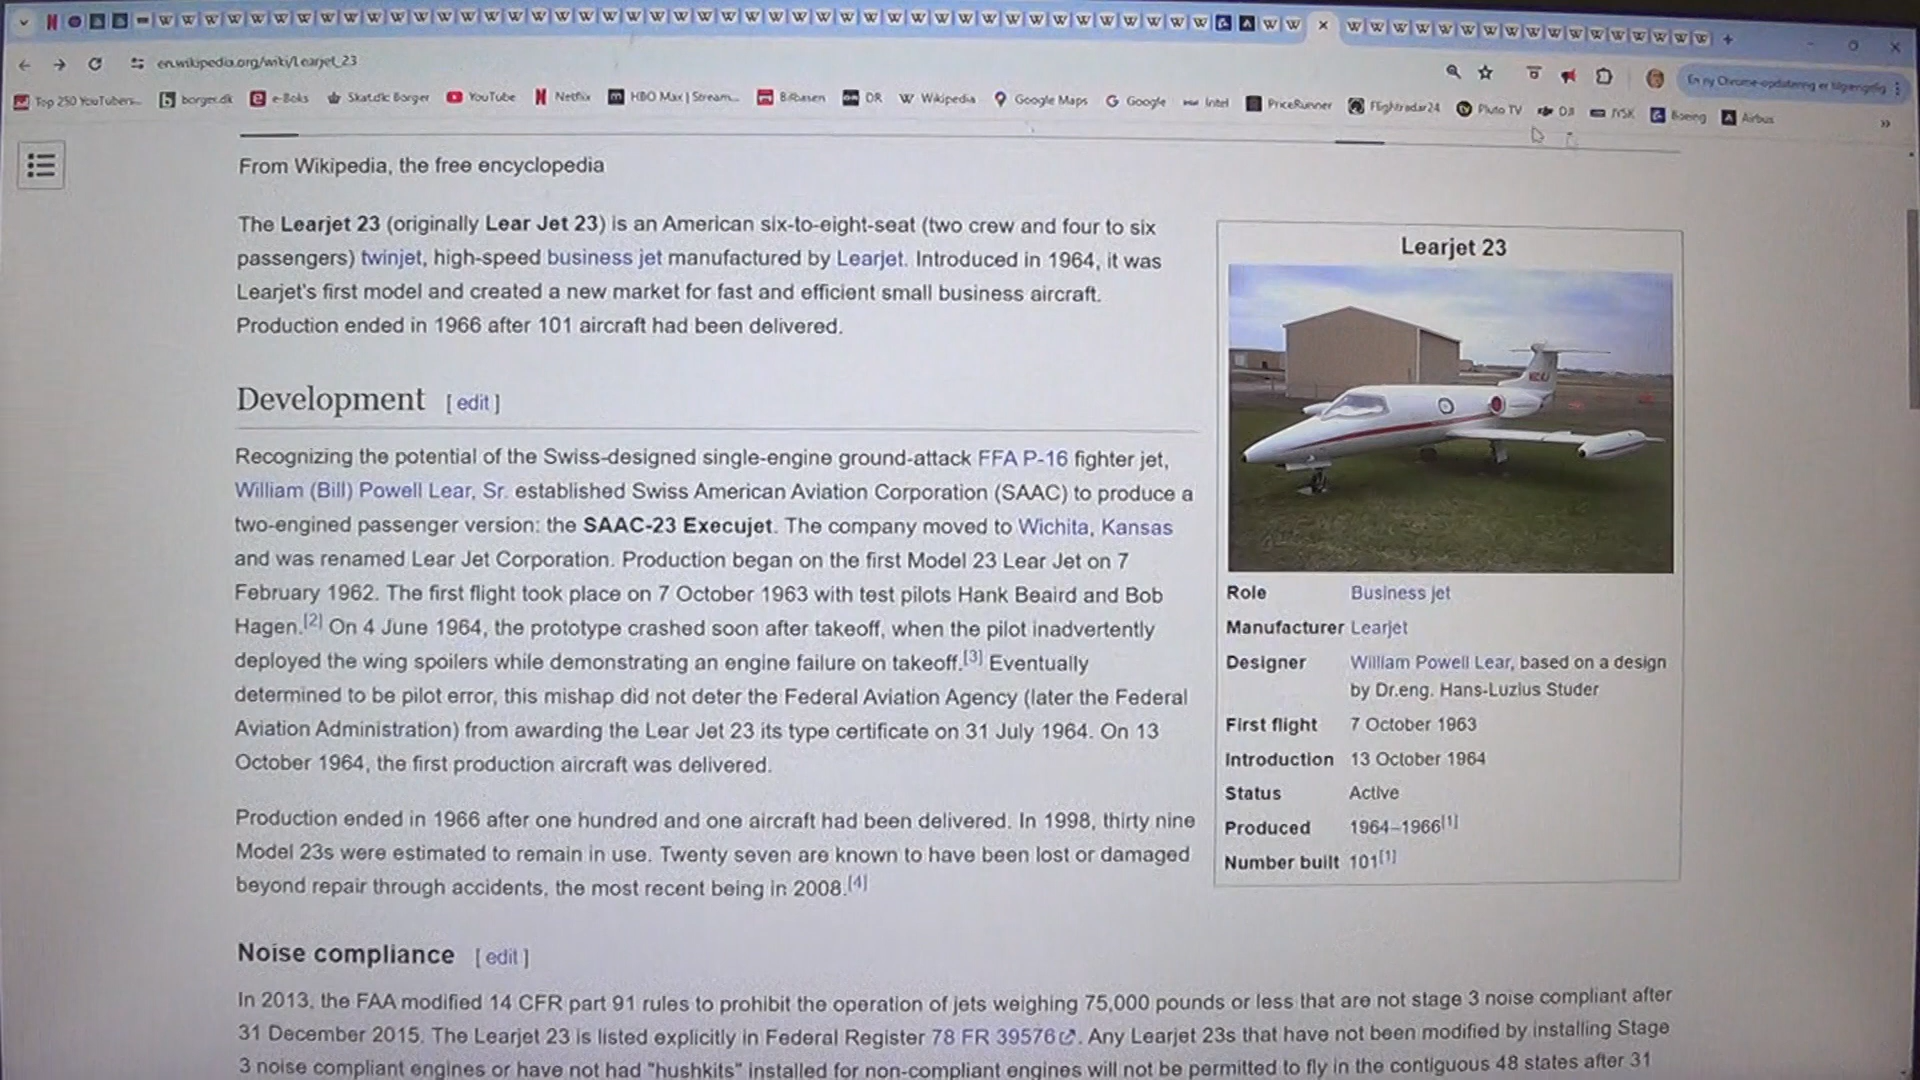 en.wikipedia.org/wiki/Learjet_23
En ny Chrome-opdatering er tilgængelig
Top 250 YouTubers...
borger.dk
e-Boks
Skat.dk: Borger
YouTube
Netflix
HBO Max | Stream...
Bilbasen
DR
Wikipedia
Google Maps
Google
Intel
PriceRunner
Flightradar24
Pluto TV
DJI
JYSK
Boeing
Airbus
From Wikipedia, the free encyclopedia
The Learjet 23 (originally Lear Jet 23) is an American six-to-eight-seat (two crew and four to six
passengers) twinjet, high-speed business jet manufactured by Learjet. Introduced in 1964, it was
Learjet's first model and created a new market for fast and efficient small business aircraft.
Production ended in 1966 after 101 aircraft had been delivered.
Development [ edit ]
Recognizing the potential of the Swiss-designed single-engine ground-attack FFA P-16 fighter jet,
William (Bill) Powell Lear, Sr. established Swiss American Aviation Corporation (SAAC) to produce a
two-engined passenger version: the SAAC-23 Execujet. The company moved to Wichita, Kansas
and was renamed Lear Jet Corporation. Production began on the first Model 23 Lear Jet on 7
February 1962. The first flight took place on 7 October 1963 with test pilots Hank Beaird and Bob
Hagen.[2] On 4 June 1964, the prototype crashed soon after takeoff, when the pilot inadvertently
deployed the wing spoilers while demonstrating an engine failure on takeoff.[3] Eventually
determined to be pilot error, this mishap did not deter the Federal Aviation Agency (later the Federal
Aviation Administration) from awarding the Lear Jet 23 its type certificate on 31 July 1964. On 13
October 1964, the first production aircraft was delivered.
Production ended in 1966 after one hundred and one aircraft had been delivered. In 1998, thirty nine
Model 23s were estimated to remain in use. Twenty seven are known to have been lost or damaged
beyond repair through accidents, the most recent being in 2008.[4]
Learjet 23
Role Business jet
Manufacturer Learjet
Designer William Powell Lear, based on a design
by Dr.eng. Hans-Luzius Studer
First flight 7 October 1963
Introduction 13 October 1964
Status Active
Produced 1964–1966[1]
Number built 101[1]
Noise compliance [ edit ]
In 2013, the FAA modified 14 CFR part 91 rules to prohibit the operation of jets weighing 75,000 pounds or less that are not stage 3 noise compliant after
31 December 2015. The Learjet 23 is listed explicitly in Federal Register 78 FR 39576. Any Learjet 23s that have not been modified by installing Stage
3 noise compliant engines or have not had "hushkits" installed for non-compliant engines will not be permitted to fly in the contiguous 48 states after 31